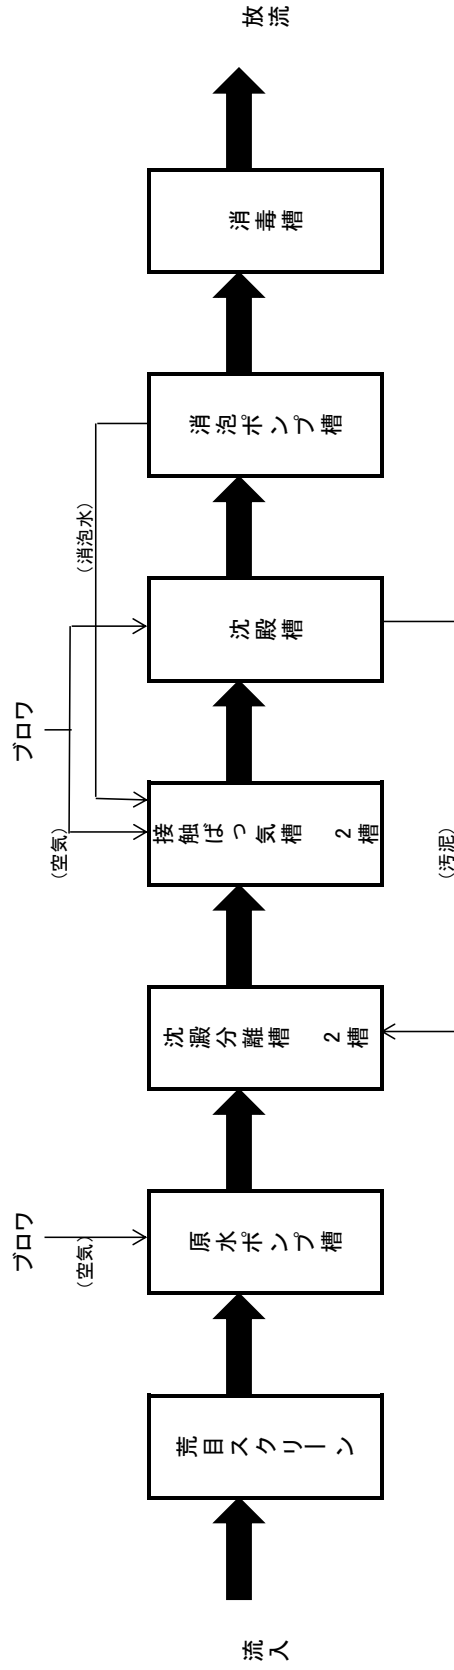 流入
荒目スクリーン
原水ポンプ槽
沈澱分離槽 2槽
接触ばっ気槽 2槽
沈殿槽
消泡ポンプ槽
消毒槽
放流
ブロワ
(空気)
ブロワ
(空気)
(消泡水)
(汚泥)